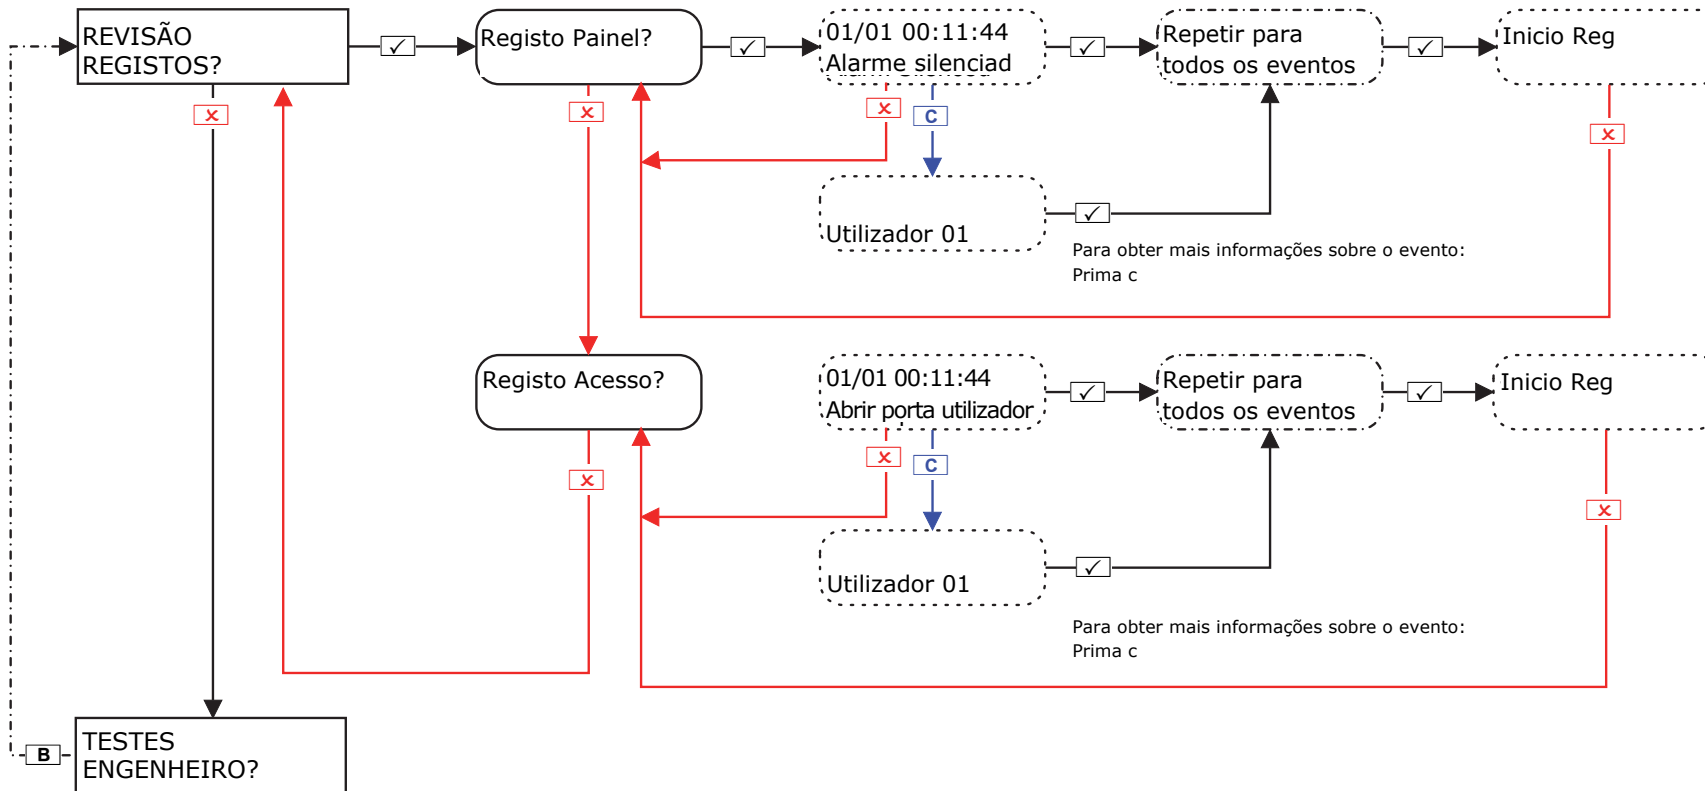 REVISÃO
REGISTOS?
Registo Painel?
01/01 00:11:44
Alarme silenciad
Repetir para
todos os eventos
Inicio Reg
C
Utilizador 01
Para obter mais informações sobre o evento:
Prima c
Registo Acesso?
01/01 00:11:44
Abrir porta utilizador
Repetir para
todos os eventos
Inicio Reg
C
Utilizador 01
Para obter mais informações sobre o evento:
Prima c
B
TESTES
ENGENHEIRO?